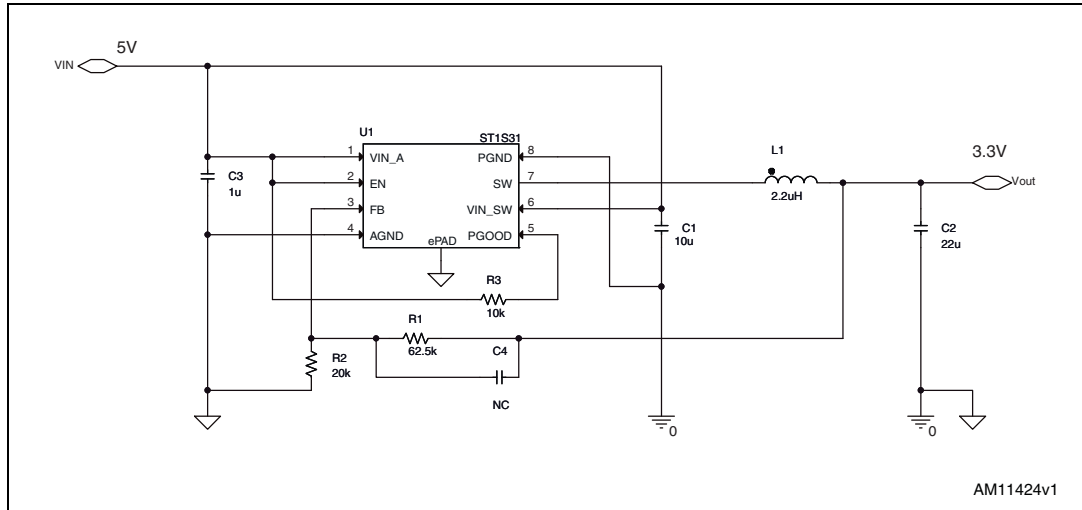 5V
VIN
U1
ST1S31
1 VIN_A
PGND 8
L1
3.3V
2 EN
SW 7
Vout
C3
1u
2.2uH
3 FB
VIN_SW 6
4 AGND
ePAD
PGOOD 5
C1
10u
C2
22u
R3
10k
R1
62.5k
C4
R2
20k
NC
0
0
AM11424v1